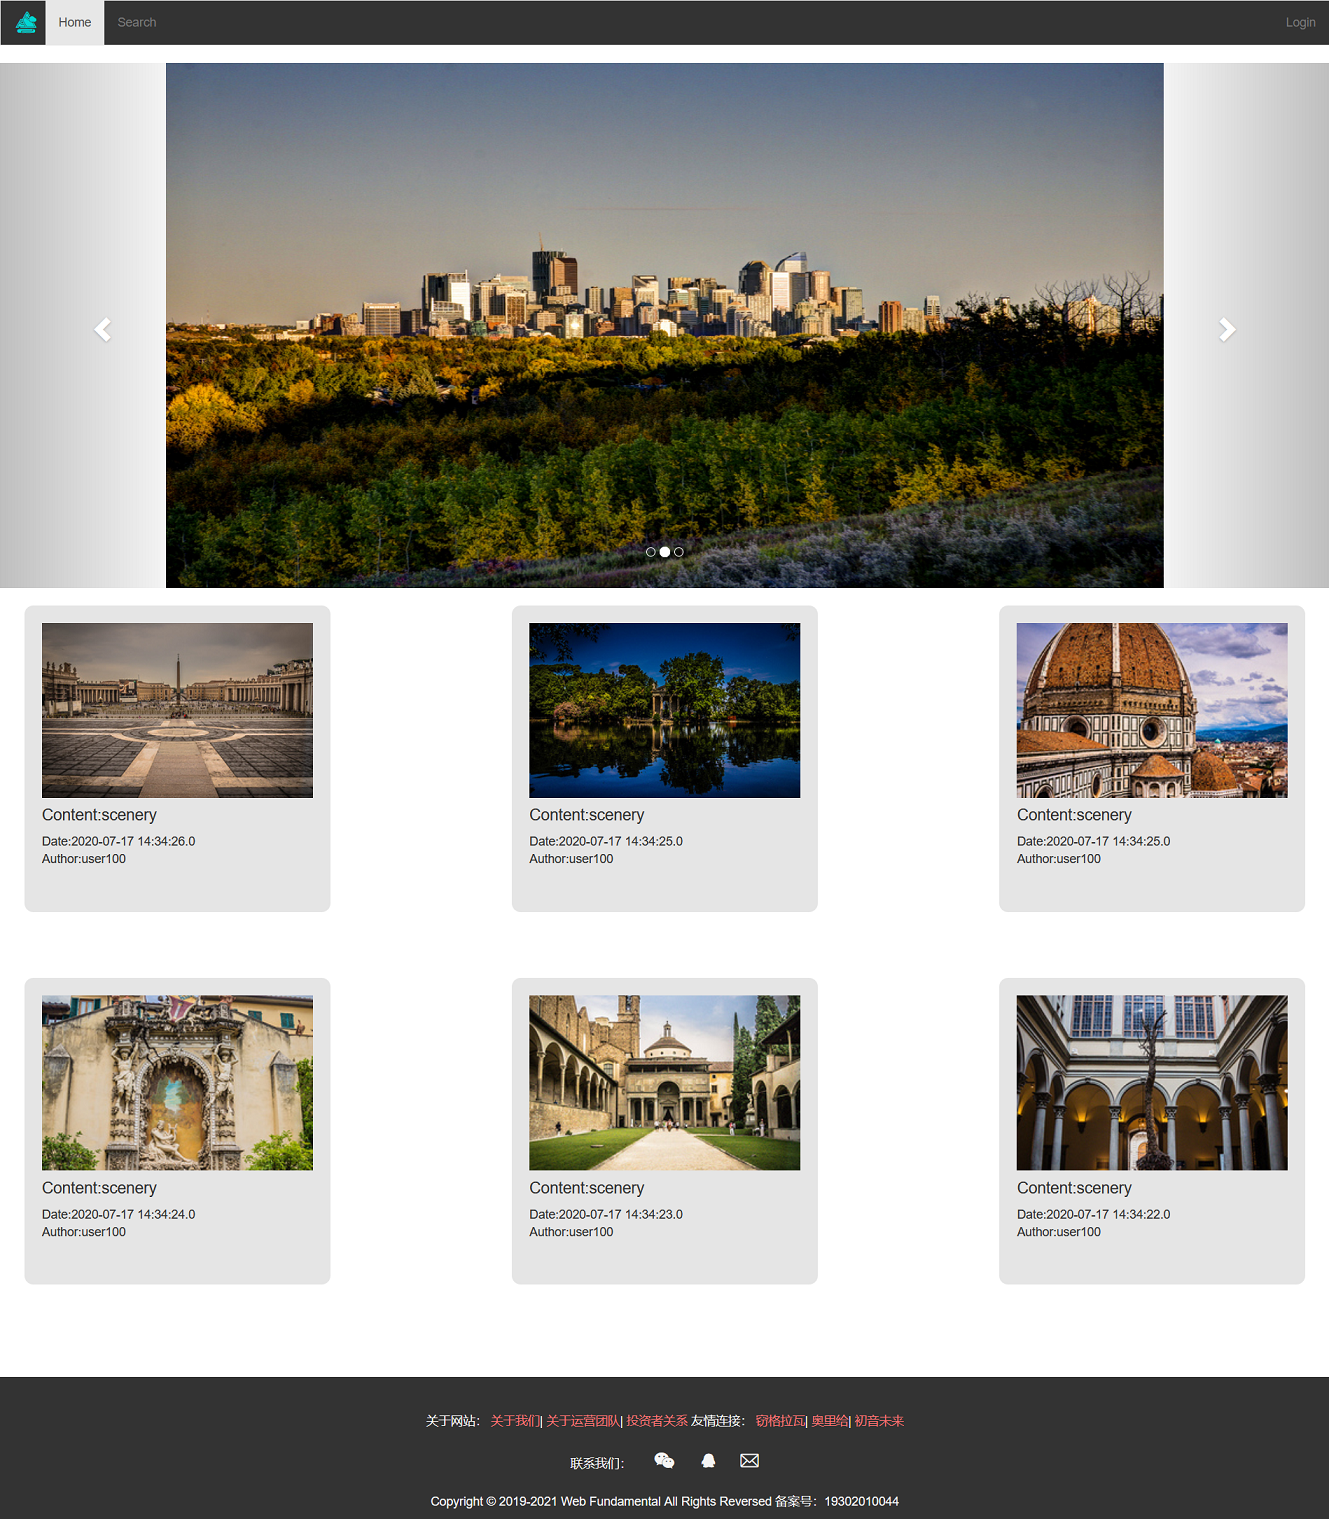 Home Search Login
Content:scenery
Date:2020-07-17 14:34:26.0
Author:user100
Content:scenery
Date:2020-07-17 14:34:25.0
Author:user100
Content:scenery
Date:2020-07-17 14:34:25.0
Author:user100
Content:scenery
Date:2020-07-17 14:34:24.0
Author:user100
Content:scenery
Date:2020-07-17 14:34:23.0
Author:user100
Content:scenery
Date:2020-07-17 14:34:22.0
Author:user100
关于网站： 关于我们| 关于运营团队| 投资者关系 友情连接： 窃格拉瓦| 奥里给| 初音未来
联系我们：
Copyright © 2019-2021 Web Fundamental All Rights Reversed 备案号：19302010044